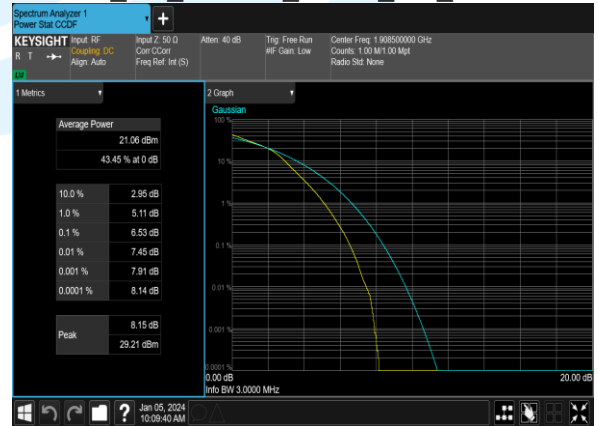 Spectrum Analyzer 1
Power Stat CCDF
KEYSIGHT
R T
LXI
Input: RF
Coupling: DC
Align: Auto
Input Z: 50 Ω
Corr CCorr
Freq Ref: Int (S)
Atten: 40 dB
Trig: Free Run
#IF Gain: Low
Center Freq: 1.908500000 GHz
Counts: 1.00 M/1.00 Mpt
Radio Std: None
1 Metrics
Average Power
21.06 dBm
43.45 % at 0 dB
10.0 % 2.95 dB
1.0 % 5.11 dB
0.1 % 6.53 dB
0.01 % 7.45 dB
0.001 % 7.91 dB
0.0001 % 8.14 dB
Peak
8.15 dB
29.21 dBm
2 Graph
Gaussian
100 %
10 %
1 %
0.1 %
0.01 %
0.001 %
0.0001 %
0.00 dB 20.00 dB
Info BW 3.0000 MHz
?
Jan 05, 2024
10:09:40 AM